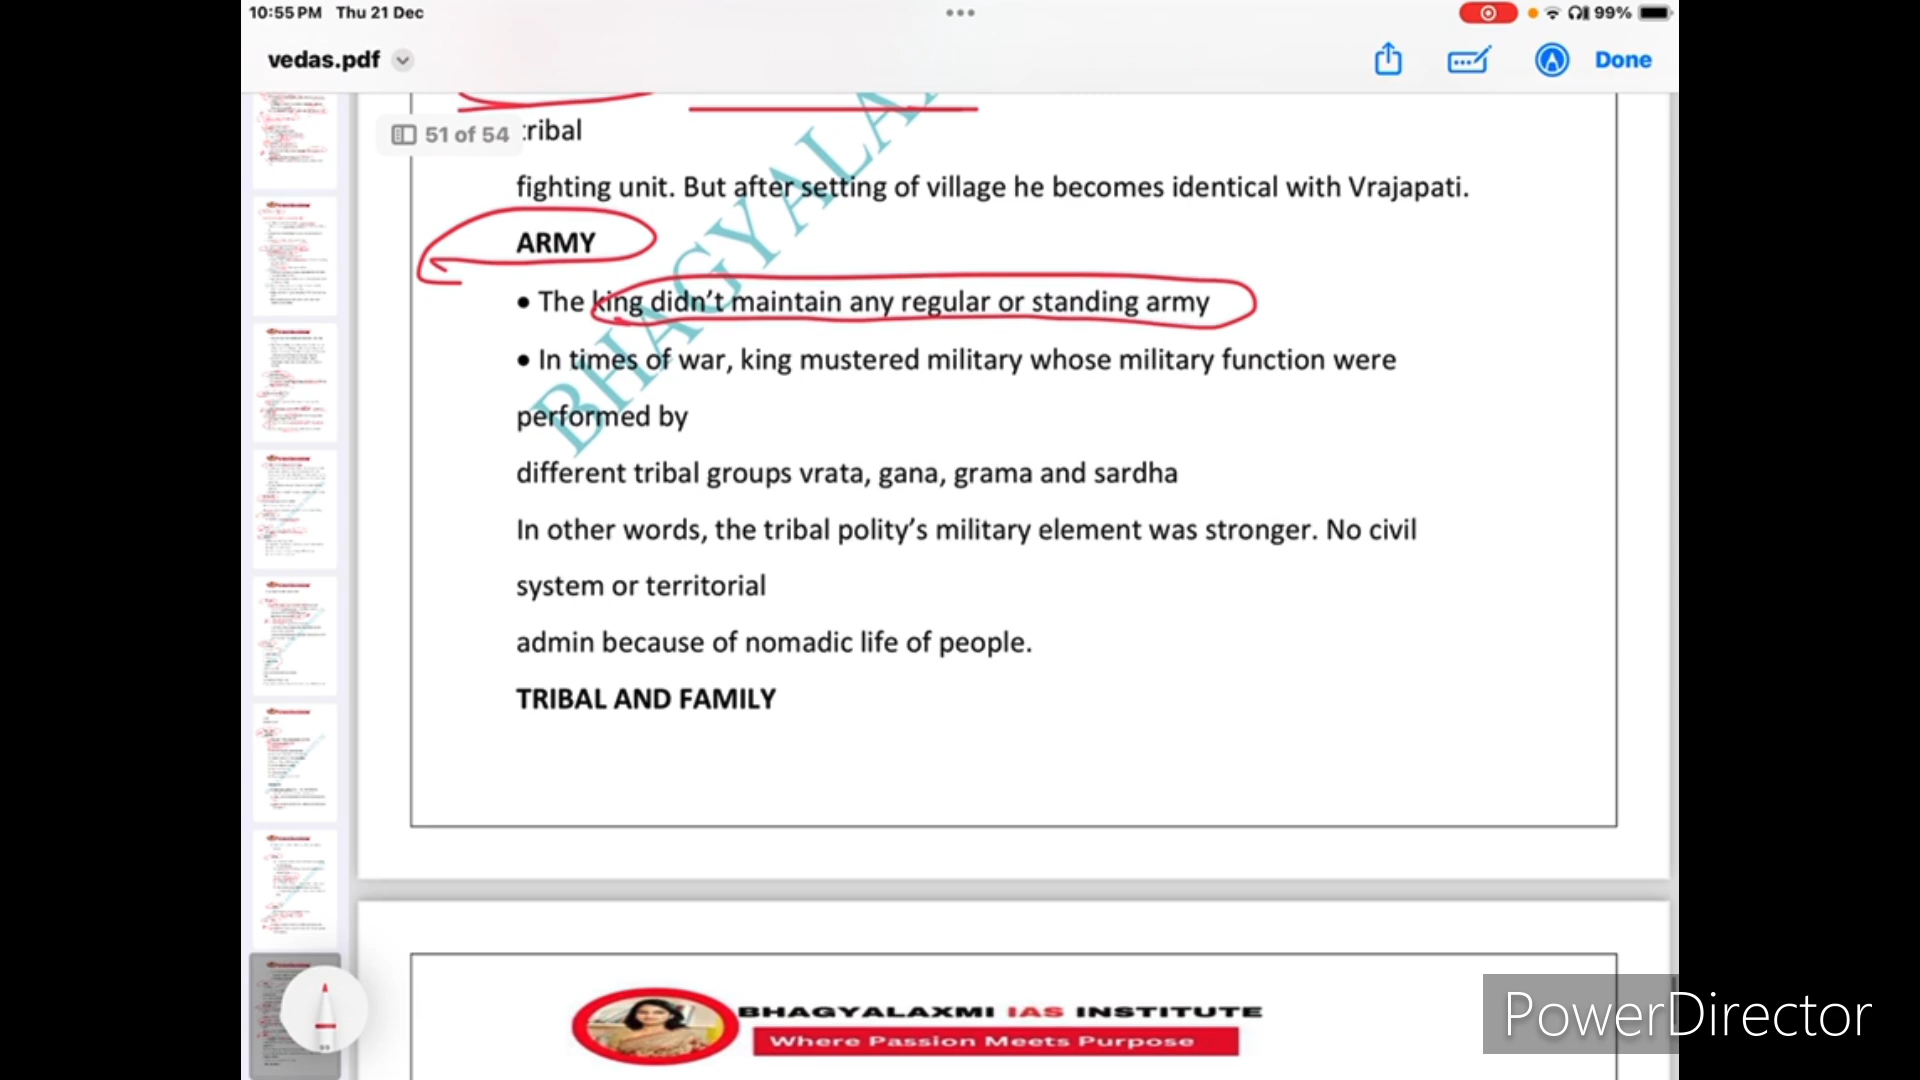 10:55 PM Thu 21 Dec
99%
vedas.pdf
Done
51 of 54
tribal
fighting unit. But after setting of village he becomes identical with Vrajapati.
ARMY
• The king didn't maintain any regular or standing army
• In times of war, king mustered military whose military function were
performed by
different tribal groups vrata, gana, grama and sardha
In other words, the tribal polity's military element was stronger. No civil
system or territorial
admin because of nomadic life of people.
TRIBAL AND FAMILY
BHAGYALAXMI IAS INSTITUTE
Where Passion Meets Purpose
PowerDirector